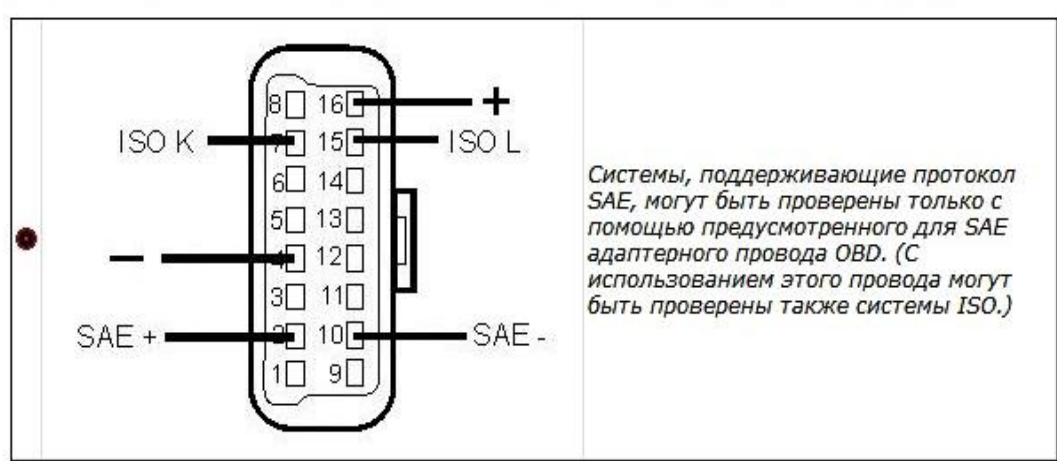 8 16 +
ISO K 7 15 ISO L
6 14
5 13
— 4 12
3 11
SAE + 2 10 SAE -
1 9
Системы, поддерживающие протокол
SAE, могут быть проверены только с
помощью предусмотренного для SAE
адаптерного провода OBD. (С
использованием этого провода могут
быть проверены также системы ISO.)